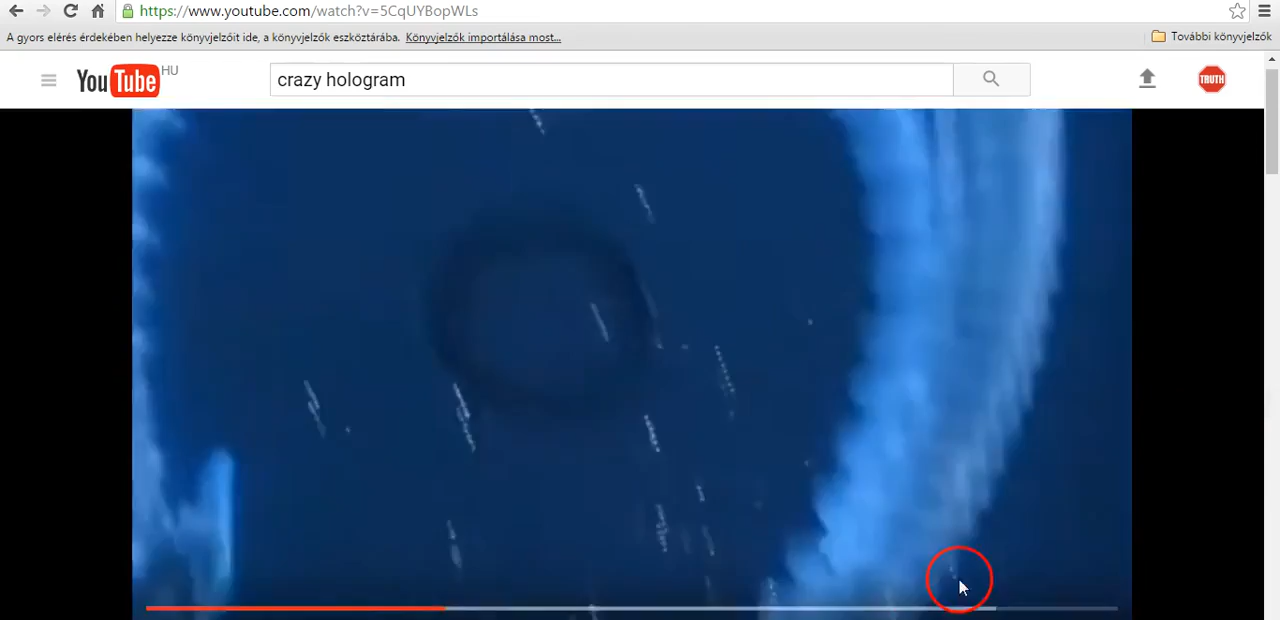 https://www.youtube.com/watch?v=5CqUYBopWLs
A gyors elérés érdekében helyezze könyvjelzőit ide, a könyvjelzők eszköztárába. Könyvjelzők importálása most... További könyvjelzők
YouTube HU crazy hologram TRUTH